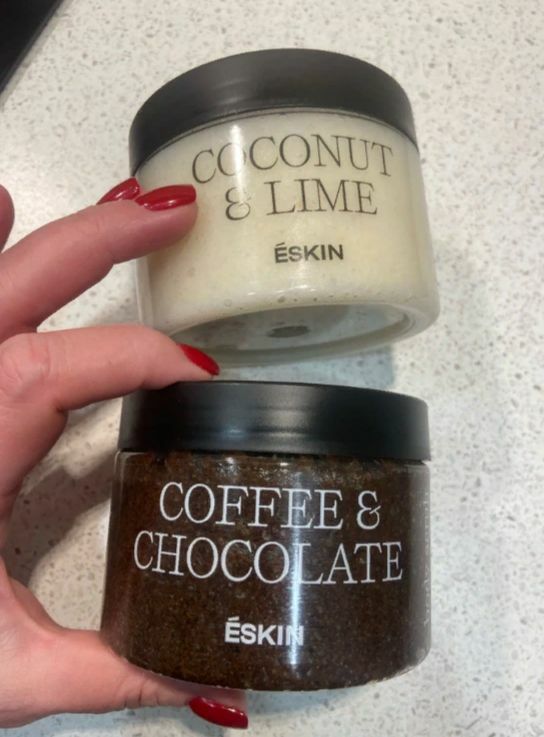 COCONUT
& LIME
ÉSKIN
COFFEE &
CHOCOLATE
ÉSKIN